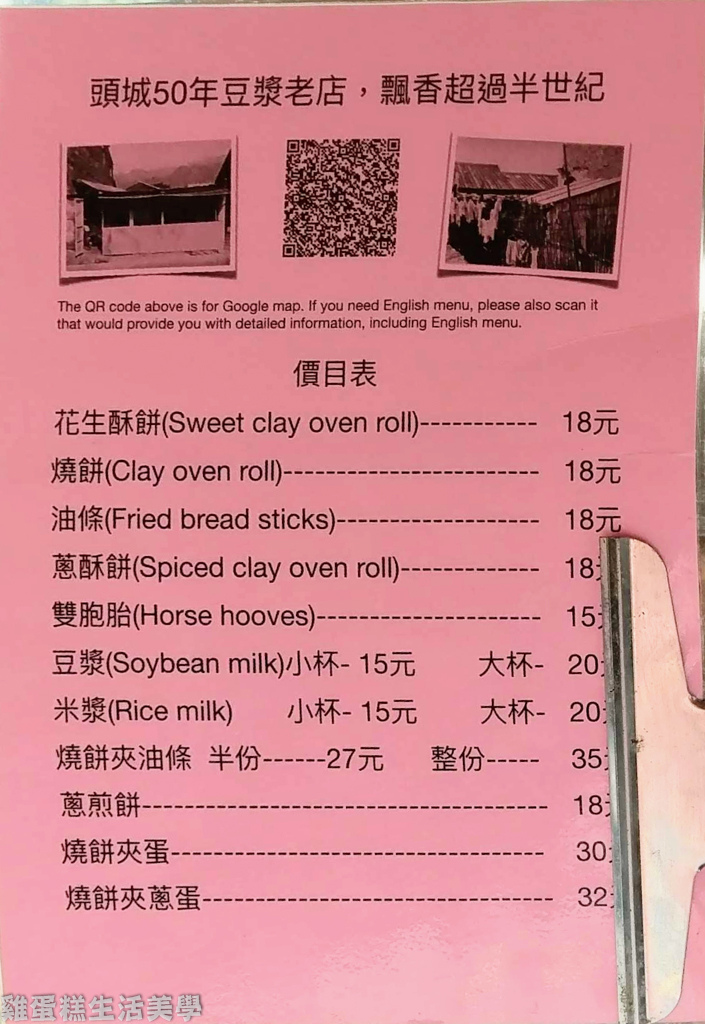 頭城50年豆漿老店，飄香超過半世紀
The QR code above is for Google map. If you need English menu, please also scan it
that would provide you with detailed information, including English menu.
價目表
花生酥餅(Sweet clay oven roll)----------- 18元
燒餅(Clay oven roll)------------------------ 18元
油條(Fried bread sticks)------------------- 18元
蔥酥餅(Spiced clay oven roll)------------- 18
雙胞胎(Horse hooves)--------------------- 15元
豆漿(Soybean milk)小杯- 15元 大杯- 20
米漿(Rice milk) 小杯- 15元 大杯- 20
燒餅夾油條 半份------27元 整份----- 35
蔥煎餅-------------------------------------- 18
燒餅夾蛋----------------------------------- 30
燒餅夾蔥蛋--------------------------------- 32
雞蛋糕生活美學